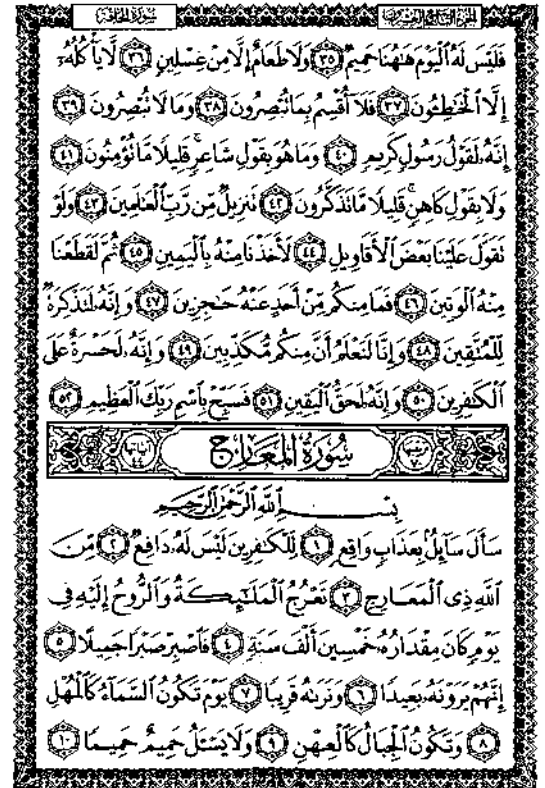 الجزء التاسع والعشرون
سورة الحاقة
فَلَيْسَ لَهُ ٱلْيَوْمَ هَٰهُنَا حَمِيمٌ ٣٥ وَلَا طَعَامٌ إِلَّا مِنْ غِسْلِينٍ ٣٦ لَّا يَأْكُلُهُۥٓ
إِلَّا ٱلْخَٰطِـُٔونَ ٣٧ فَلَآ أُقْسِمُ بِمَا تُبْصِرُونَ ٣٨ وَمَا لَا تُبْصِرُونَ ٣٩
إِنَّهُۥ لَقَوْلُ رَسُولٍ كَرِيمٍ ٤٠ وَمَا هُوَ بِقَوْلِ شَاعِرٍ ۚ قَلِيلًا مَّا تُؤْمِنُونَ ٤١
وَلَا بِقَوْلِ كَاهِنٍ ۚ قَلِيلًا مَّا تَذَكَّرُونَ ٤٢ تَنزِيلٌ مِّن رَّبِّ ٱلْعَٰلَمِينَ ٤٣ وَلَوْ
تَقَوَّلَ عَلَيْنَا بَعْضَ ٱلْأَقَاوِيلِ ٤٤ لَأَخَذْنَا مِنْهُ بِٱلْيَمِينِ ٤٥ ثُمَّ لَقَطَعْنَا
مِنْهُ ٱلْوَتِينَ ٤٦ فَمَا مِنكُم مِّنْ أَحَدٍ عَنْهُ حَٰجِزِينَ ٤٧ وَإِنَّهُۥ لَتَذْكِرَةٌ
لِّلْمُتَّقِينَ ٤٨ وَإِنَّا لَنَعْلَمُ أَنَّ مِنكُم مُّكَذِّبِينَ ٤٩ وَإِنَّهُۥ لَحَسْرَةٌ عَلَى
ٱلْكَٰفِرِينَ ٥٠ وَإِنَّهُۥ لَحَقُّ ٱلْيَقِينِ ٥١ فَسَبِّحْ بِٱسْمِ رَبِّكَ ٱلْعَظِيمِ ٥٢
ترتيبها ٧٠ سُورَةُ المَعَارِجِ آياتها ٤٤
بِسْمِ ٱللَّهِ ٱلرَّحْمَٰنِ ٱلرَّحِيمِ
سَأَلَ سَآئِلٌۢ بِعَذَابٍ وَاقِعٍ ١ لِّلْكَٰفِرِينَ لَيْسَ لَهُۥ دَافِعٌ ٢ مِّنَ
ٱللَّهِ ذِى ٱلْمَعَارِجِ ٣ تَعْرُجُ ٱلْمَلَٰٓئِكَةُ وَٱلرُّوحُ إِلَيْهِ فِى
يَوْمٍ كَانَ مِقْدَارُهُۥ خَمْسِينَ أَلْفَ سَنَةٍ ٤ فَٱصْبِرْ صَبْرًا جَمِيلًا ٥
إِنَّهُمْ يَرَوْنَهُۥ بَعِيدًا ٦ وَنَرَىٰهُ قَرِيبًا ٧ يَوْمَ تَكُونُ ٱلسَّمَآءُ كَٱلْمُهْلِ
٨ وَتَكُونُ ٱلْجِبَالُ كَٱلْعِهْنِ ٩ وَلَا يَسْـَٔلُ حَمِيمٌ حَمِيمًا ١٠